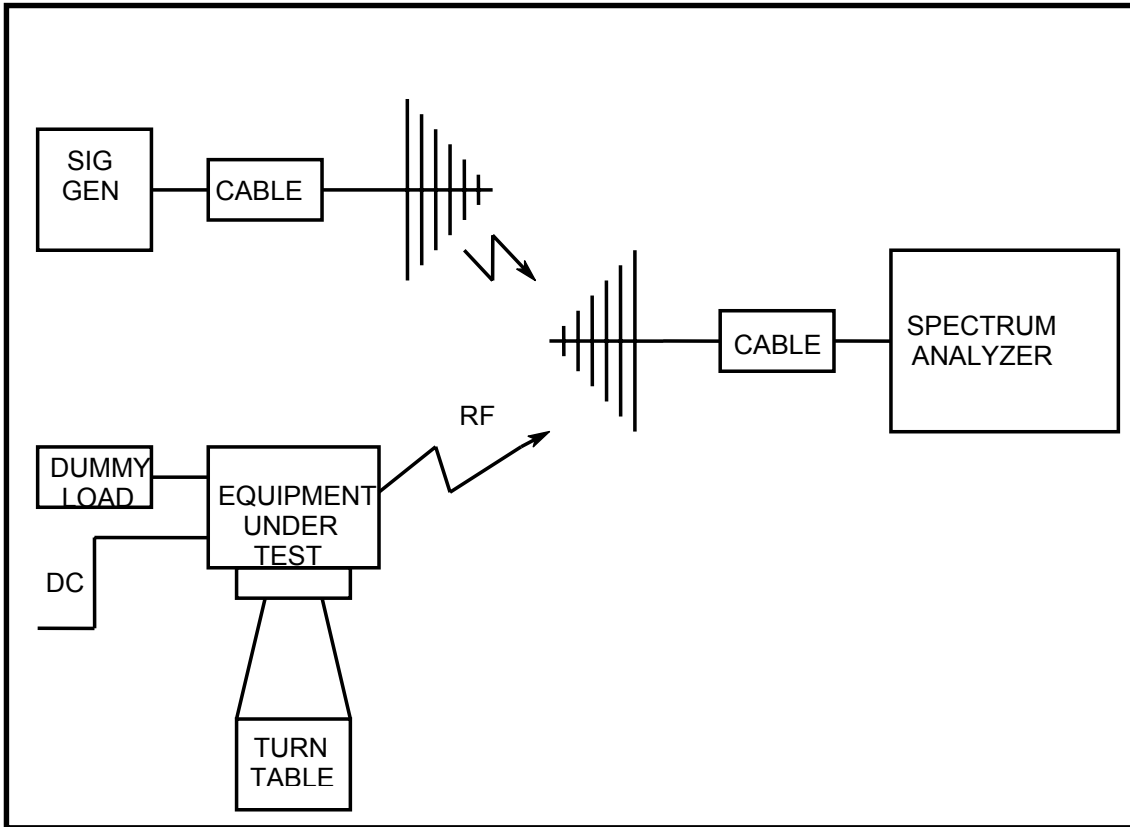 SIG
GEN
CABLE
SPECTRUM
ANALYZER
CABLE
RF
DUMMY
LOAD
EQUIPMENT
UNDER
TEST
DC
TURN
TABLE